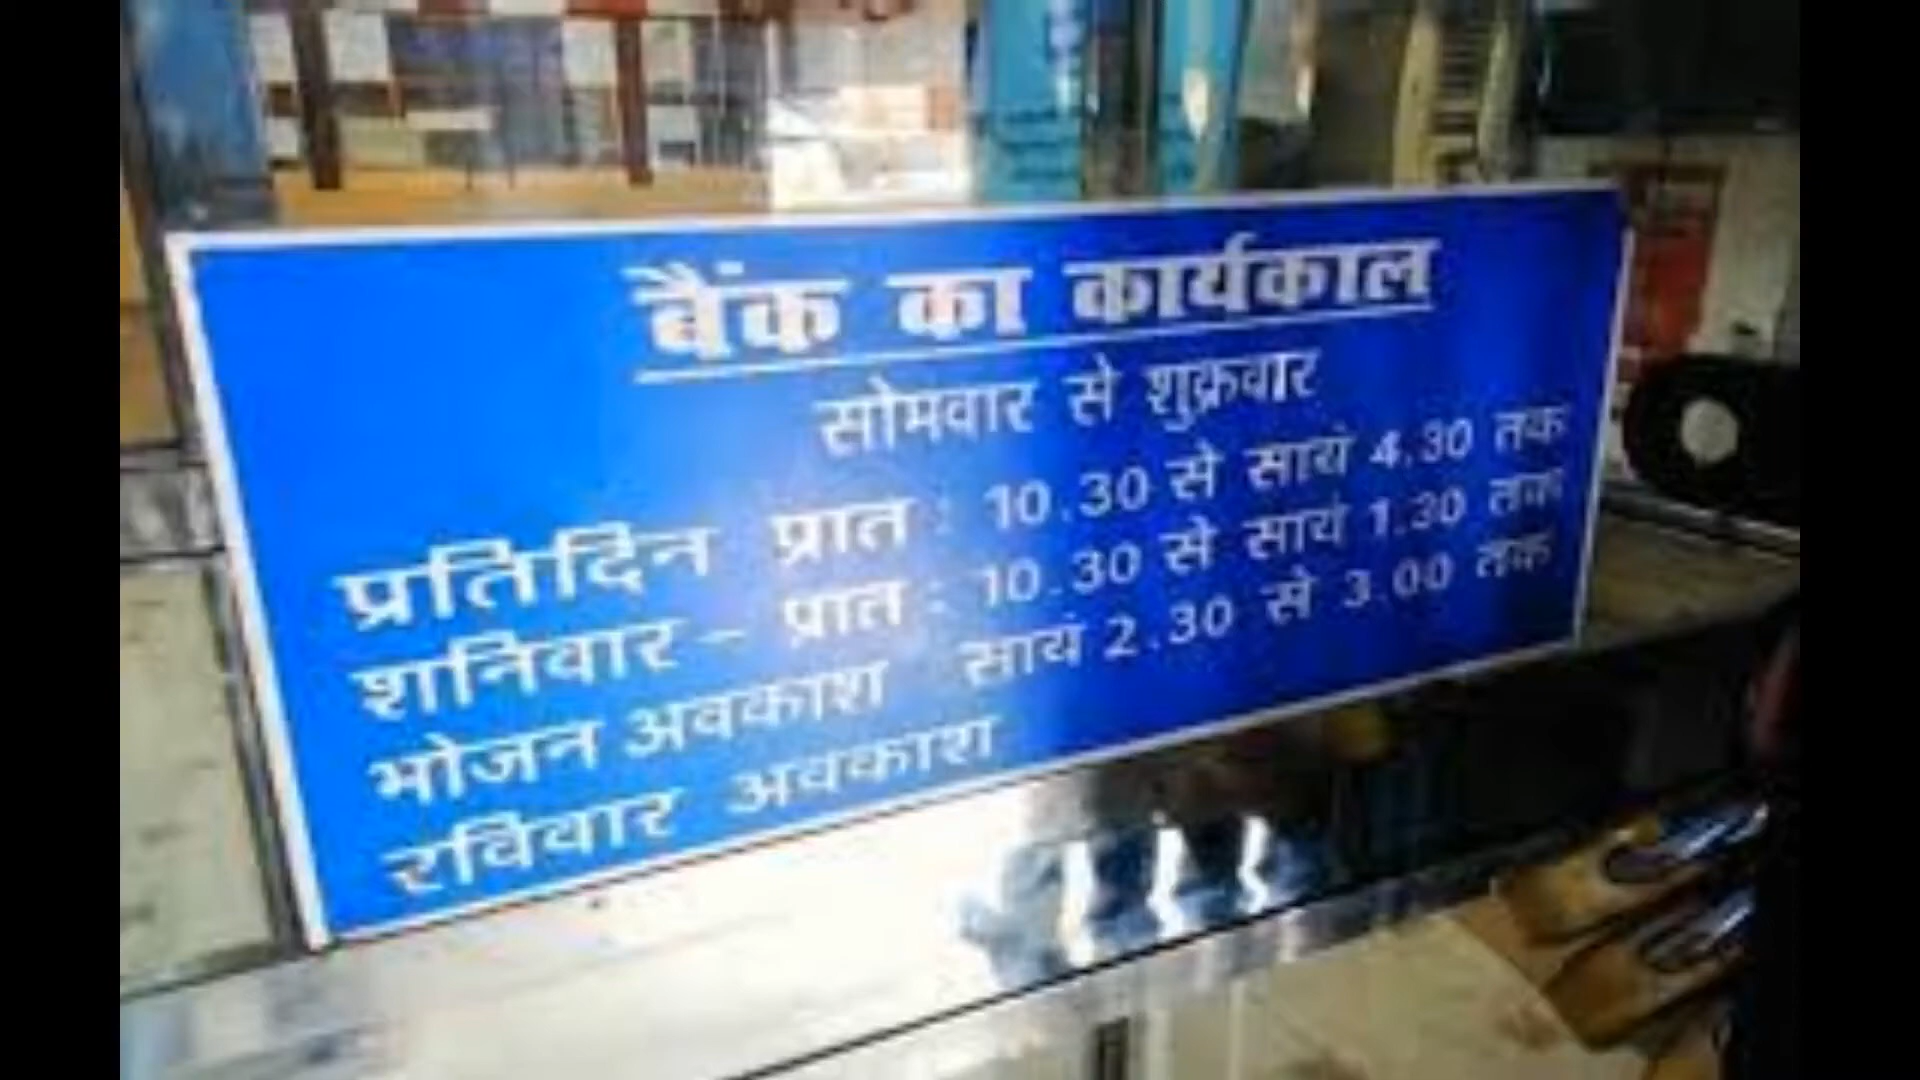 बैंक का कार्यकाल
सोमवार से शुक्रवार
प्रतिदिन प्रात : 10.30 से सायं 4.30 तक
शनिवार - प्रात : 10.30 से सायं 1.30 तक
भोजन अवकाश सायं 2.30 से 3.00 तक
रविवार अवकाश